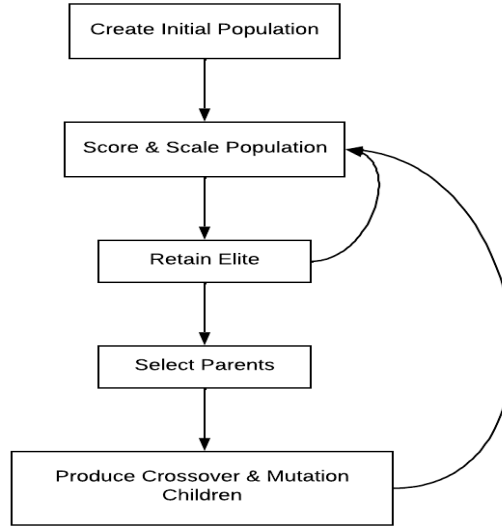 Create Initial Population
Score & Scale Population
Retain Elite
Select Parents
Produce Crossover & Mutation
Children